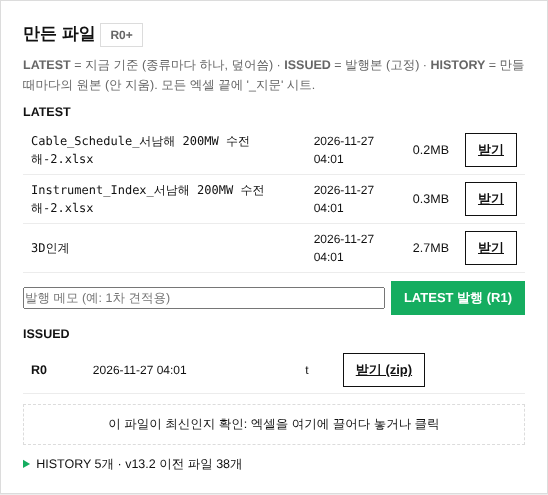 만든 파일 R0+
LATEST = 지금 기준 (종류마다 하나, 덮어씀) · ISSUED = 발행본 (고정) · HISTORY = 만들
때마다의 원본 (안 지움). 모든 엑셀 끝에 '_지문' 시트.
LATEST
Cable_Schedule_서남해 200MW 수전
해-2.xlsx
2026-11-27
04:01
0.2MB
받기
Instrument_Index_서남해 200MW 수전
해-2.xlsx
2026-11-27
04:01
0.3MB
받기
3D인계
2026-11-27
04:01
2.7MB
받기
발행 메모 (예: 1차 견적용)
LATEST 발행 (R1)
ISSUED
R0 2026-11-27 04:01 t 받기 (zip)
이 파일이 최신인지 확인: 엑셀을 여기에 끌어다 놓거나 클릭
HISTORY 5개 · v13.2 이전 파일 38개